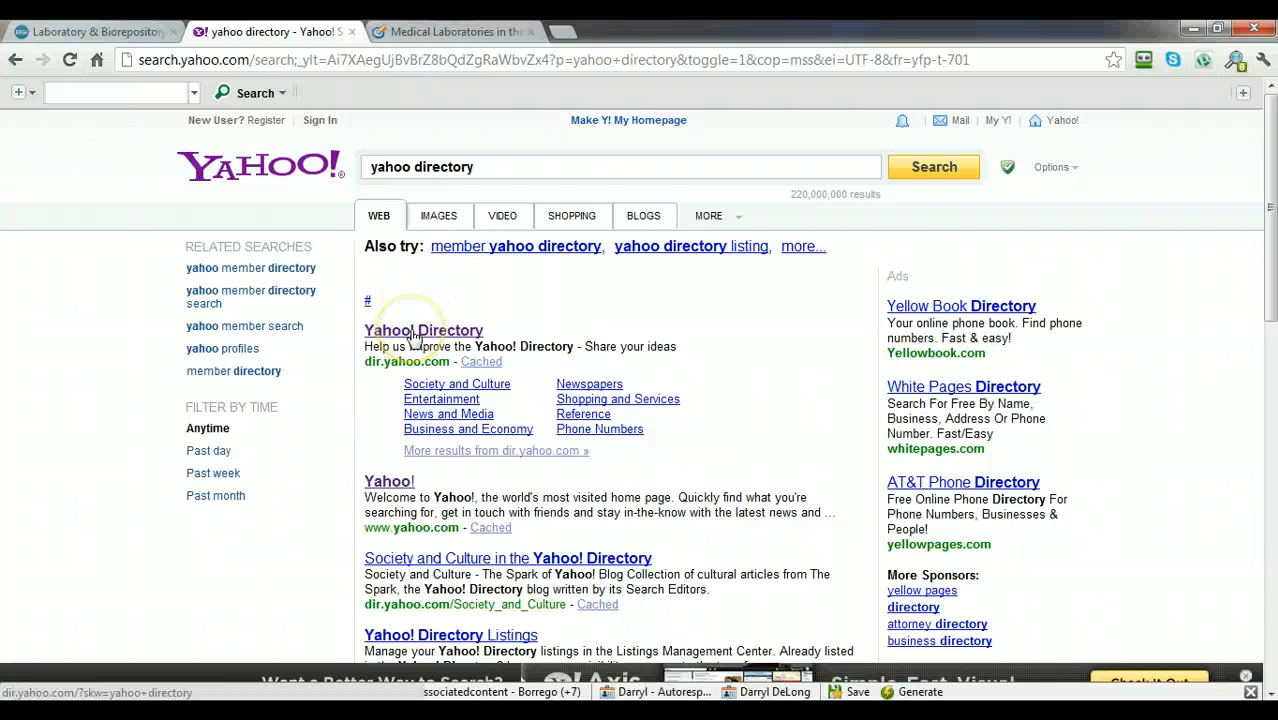 Laboratory & Biorepository
yahoo directory - Yahoo! S
Medical Laboratories in th
search.yahoo.com/search;_ylt=Ai7XAegUjBvBrZ8bQdZgRaWbvZx4?p=yahoo+directory&toggle=1&cop=mss&ei=UTF-8&fr=yfp-t-701
Search
New User? Register
Sign In
Make Y! My Homepage
Mail
My Y!
Yahoo!
YAHOO!
yahoo directory
Search
Options
220,000,000 results
WEB
IMAGES
VIDEO
SHOPPING
BLOGS
MORE
RELATED SEARCHES
yahoo member directory
yahoo member directory
search
yahoo member search
yahoo profiles
member directory
FILTER BY TIME
Anytime
Past day
Past week
Past month
Also try: member yahoo directory, yahoo directory listing, more...
#
Yahoo! Directory
Help us improve the Yahoo! Directory - Share your ideas
dir.yahoo.com - Cached
Society and Culture
Newspapers
Entertainment
Shopping and Services
News and Media
Reference
Business and Economy
Phone Numbers
More results from dir.yahoo.com »
Yahoo!
Welcome to Yahoo!, the world's most visited home page. Quickly find what you're
searching for, get in touch with friends and stay in-the-know with the latest news and ...
www.yahoo.com - Cached
Society and Culture in the Yahoo! Directory
Society and Culture - The Spark of Yahoo! Blog Collection of cultural articles from The
Spark, the Yahoo! Directory blog written by its Search Editors.
dir.yahoo.com/Society_and_Culture - Cached
Yahoo! Directory Listings
Manage your Yahoo! Directory listings in the Listings Management Center. Already listed
Ads
Yellow Book Directory
Your online phone book. Find phone
numbers. Fast & easy!
Yellowbook.com
White Pages Directory
Search For Free By Name,
Business, Address Or Phone
Number. Fast/Easy
whitepages.com
AT&T Phone Directory
Free Online Phone Directory For
Phone Numbers, Businesses &
People!
yellowpages.com
More Sponsors:
yellow pages
directory
attorney directory
business directory
Want a Better Way to Search?
Axis
Simple. Fast. Visual
Check It Out
dir.yahoo.com/?skw=yahoo+directory
ssociatedcontent - Borrego (+7)
Darryl - Autoresp...
Darryl DeLong
Save
Generate